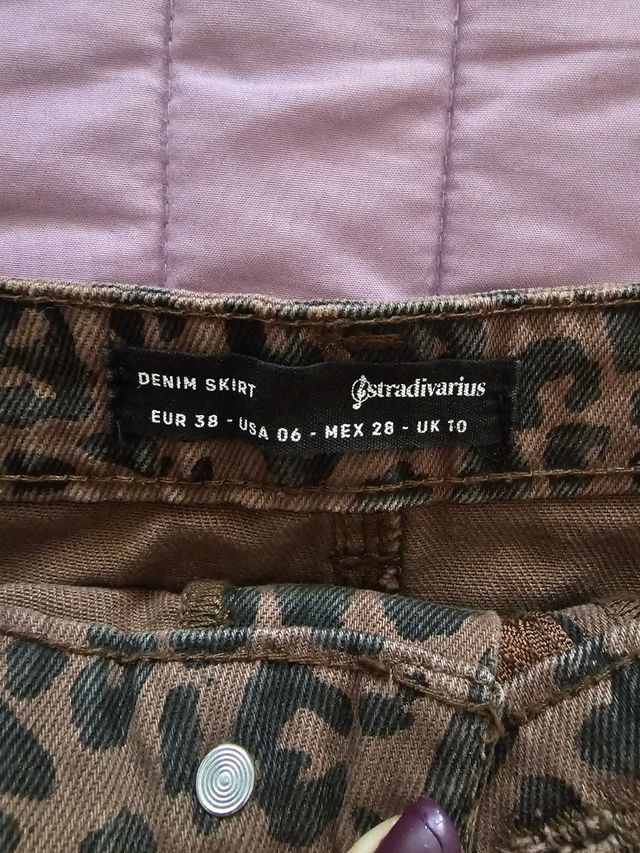 DENIM SKIRT stradivarius
EUR 38 - USA 06 - MEX 28 - UK 10